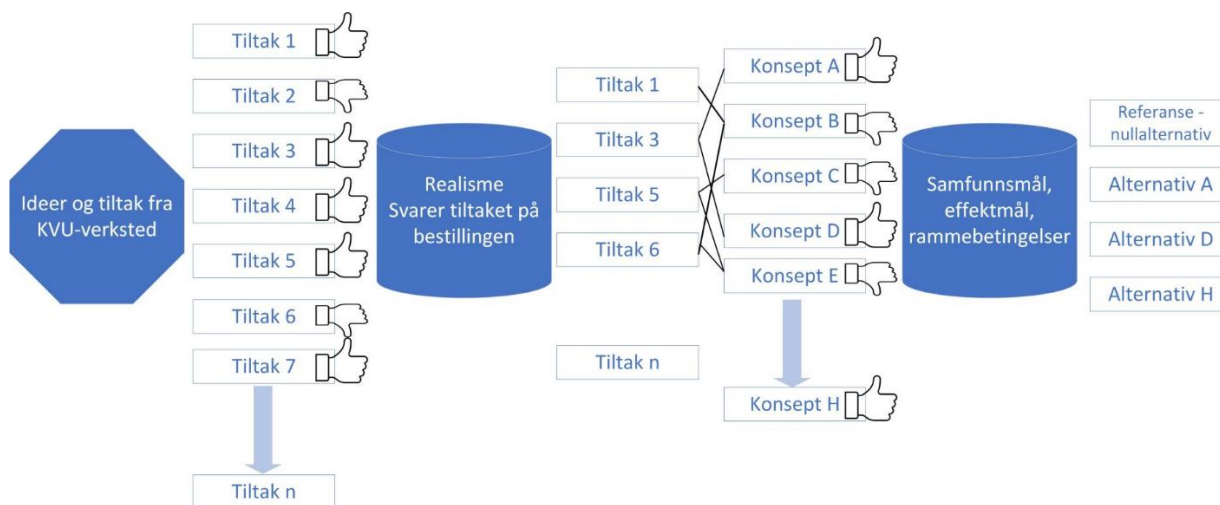 Ideer og tiltak fra
KVU-verksted
Tiltak 1
Tiltak 2
Tiltak 3
Tiltak 4
Tiltak 5
Tiltak 6
Tiltak 7
Tiltak n
Realisme
Svarer tiltaket på
bestillingen
Tiltak 1
Tiltak 3
Tiltak 5
Tiltak 6
Tiltak n
Konsept A
Konsept B
Konsept C
Konsept D
Konsept E
Konsept H
Samfunnsmål,
effektmål,
rammebetingelser
Referanse -
nullalternativ
Alternativ A
Alternativ D
Alternativ H